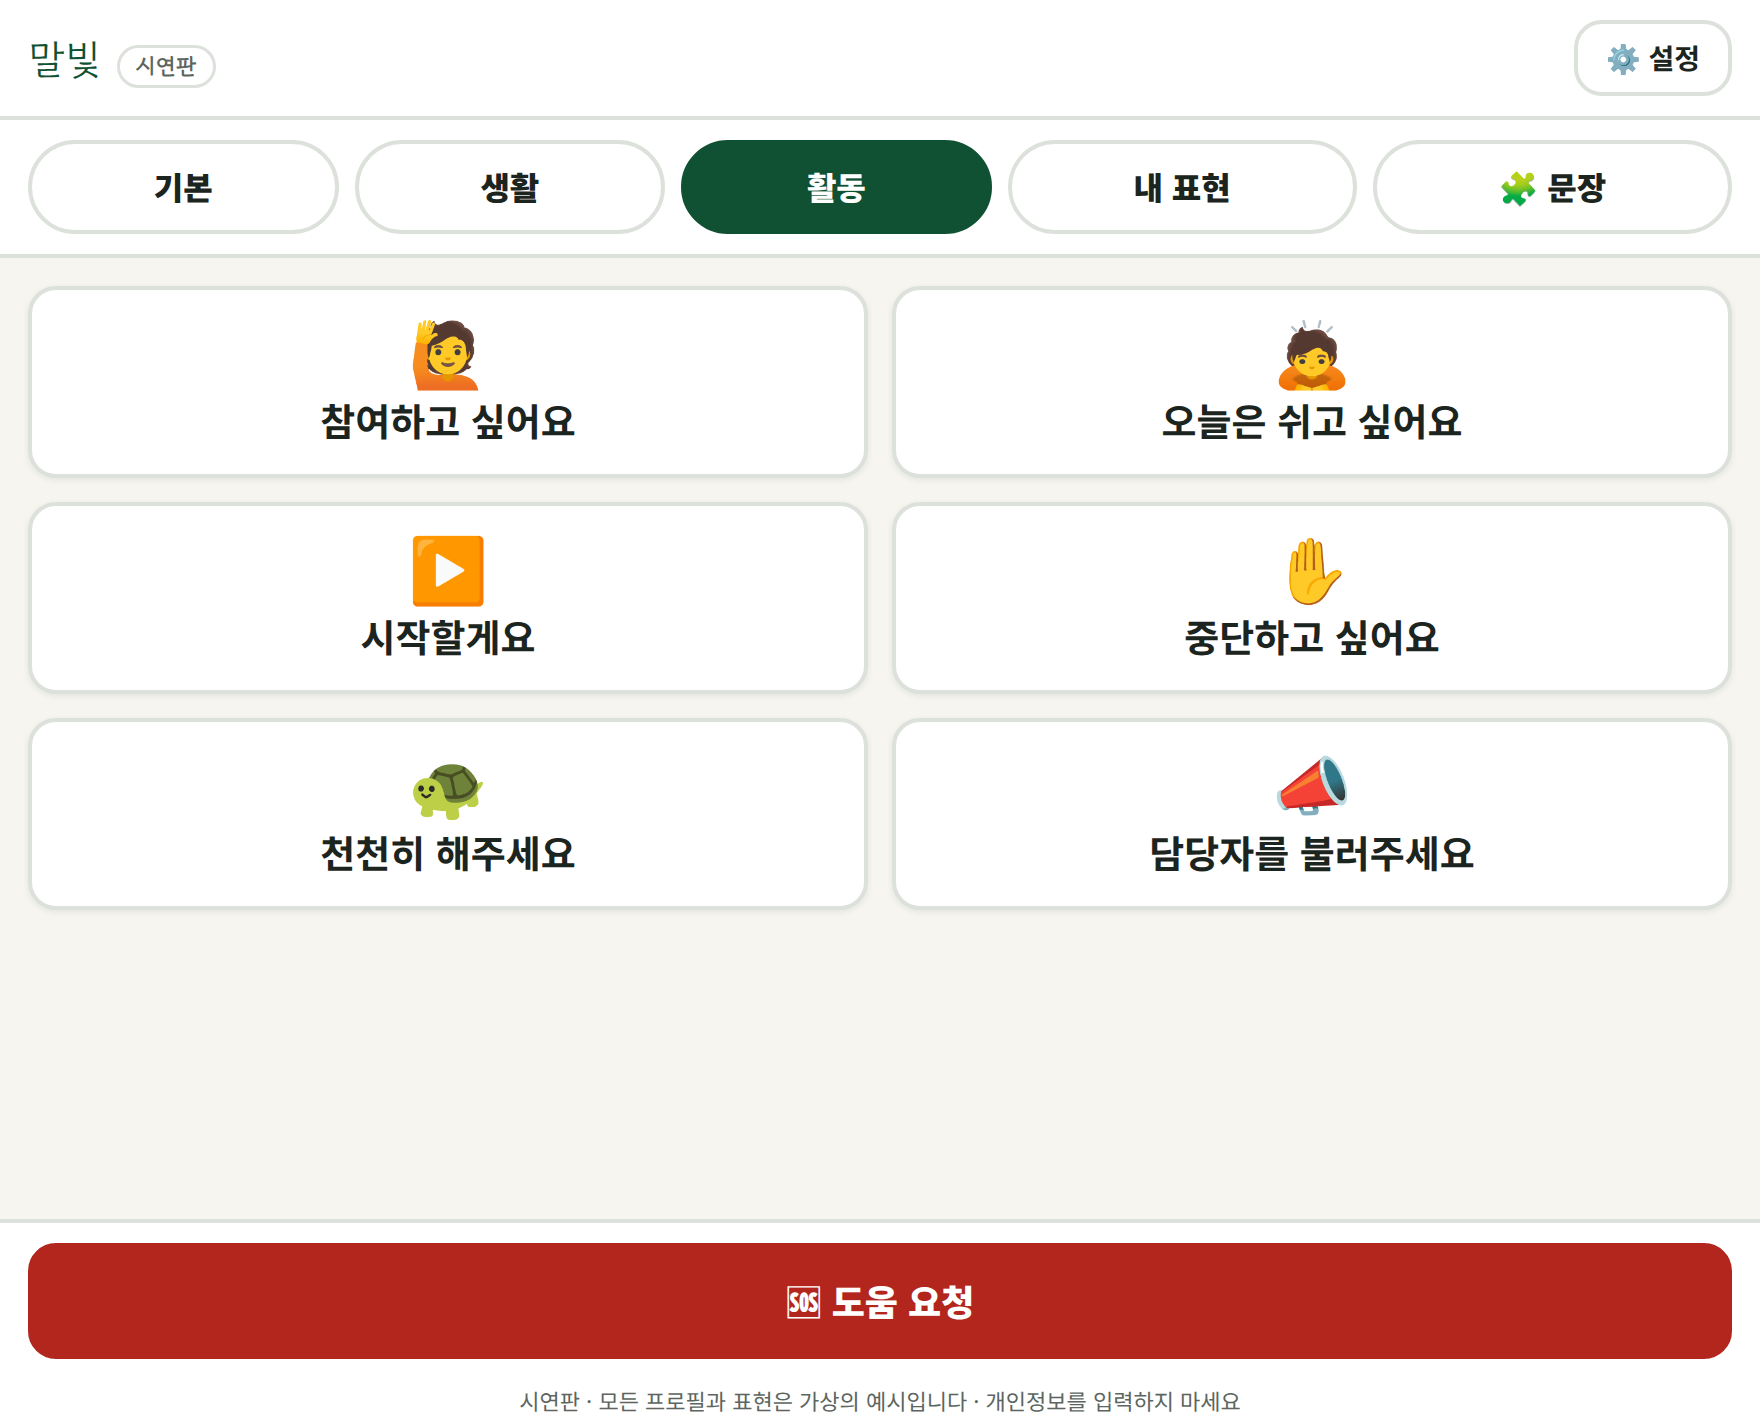 말빛
시연판
⚙️ 설정
기본
생활
활동
내 표현
🧩 문장
참여하고 싶어요
오늘은 쉬고 싶어요
시작할게요
중단하고 싶어요
천천히 해주세요
담당자를 불러주세요
🆘 도움 요청
시연판 · 모든 프로필과 표현은 가상의 예시입니다 · 개인정보를 입력하지 마세요